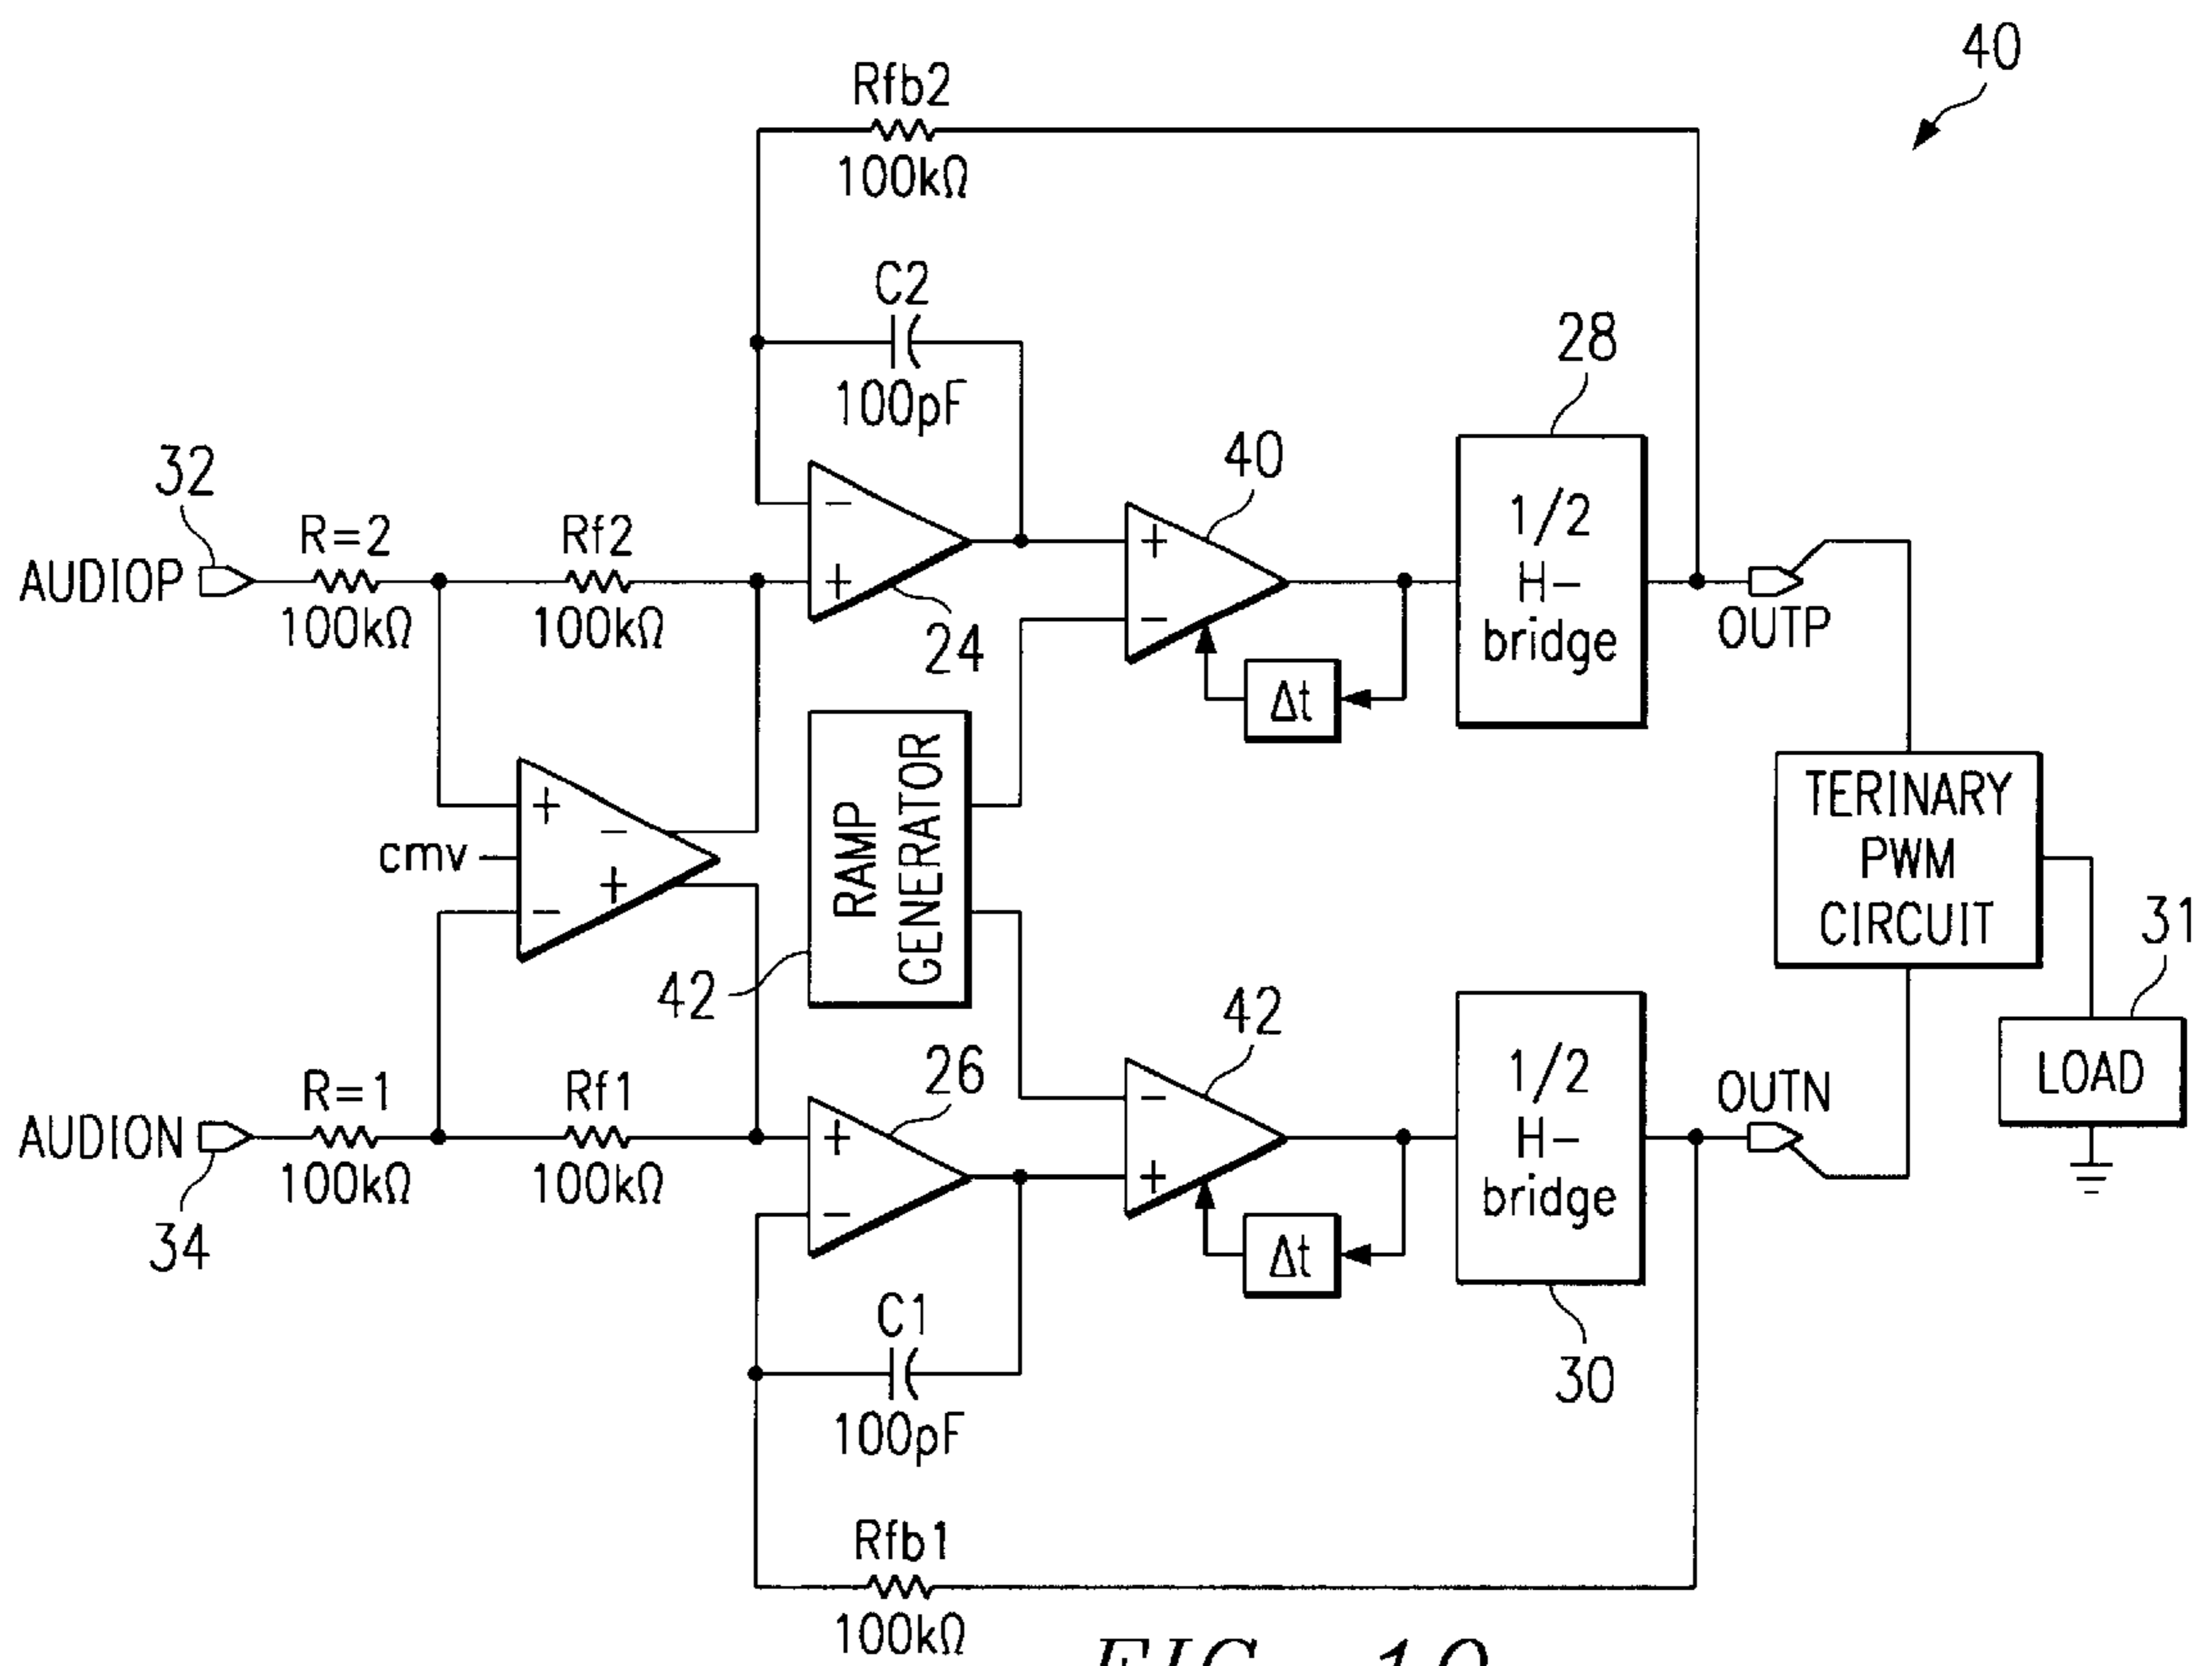 40
Rfb2
100kΩ
C2
100pF
28
32
40
R=2
Rf2
1/2
H-
bridge
AUDIOP
+
-
100kΩ
100kΩ
24
OUTP
Δt
RAMP
GENERATOR
TERINARY
PWM
CIRCUIT
cmv
+
-
+
-
42
31
LOAD
26
42
R=1
Rf1
1/2
H-
bridge
OUTN
AUDION
+
-
-
+
100kΩ
100kΩ
34
Δt
C1
100pF
30
Rfb1
100kΩ